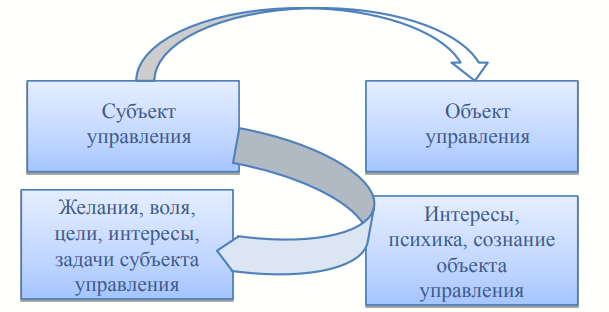 Субъект
управления
Объект
управления
Желания, воля,
цели, интересы,
задачи субъекта
управления
Интересы,
психика, сознание
объекта
управления